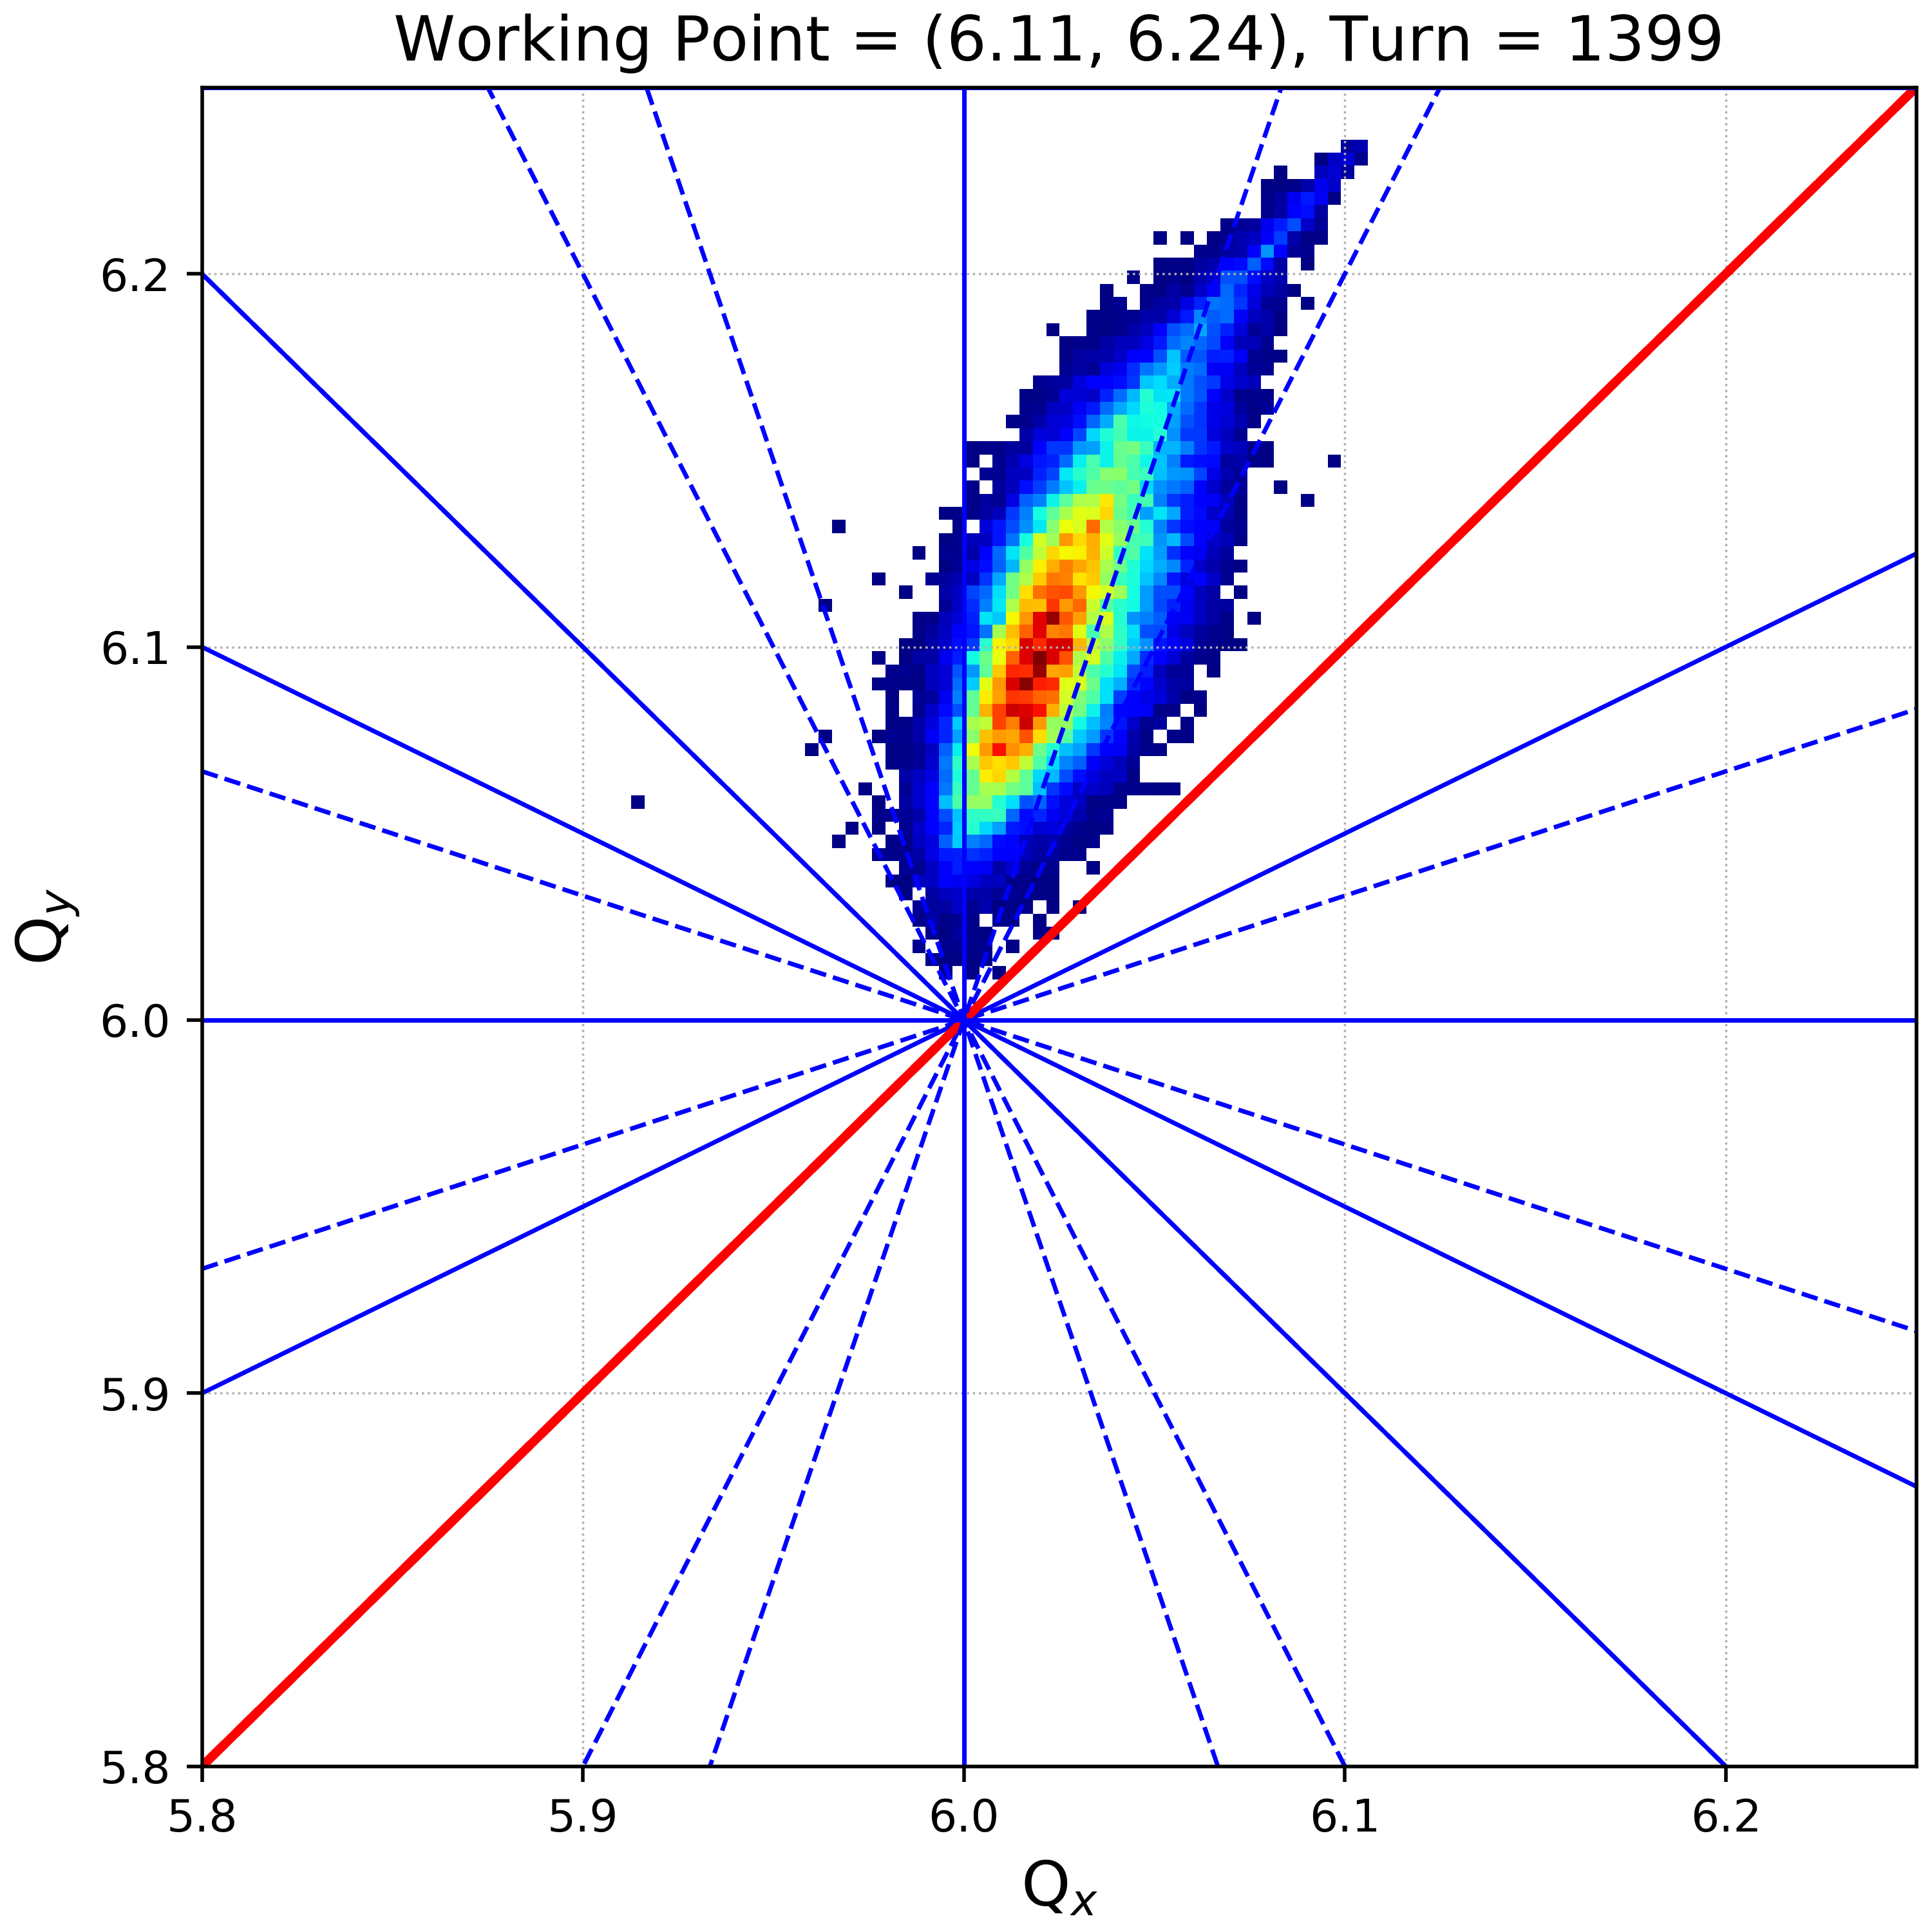 Working Point = (6.11, 6.24), Turn = 1399
6.2
6.1
6.0
5.9
5.8
Qy
5.8 5.9 6.0 6.1 6.2
Qx